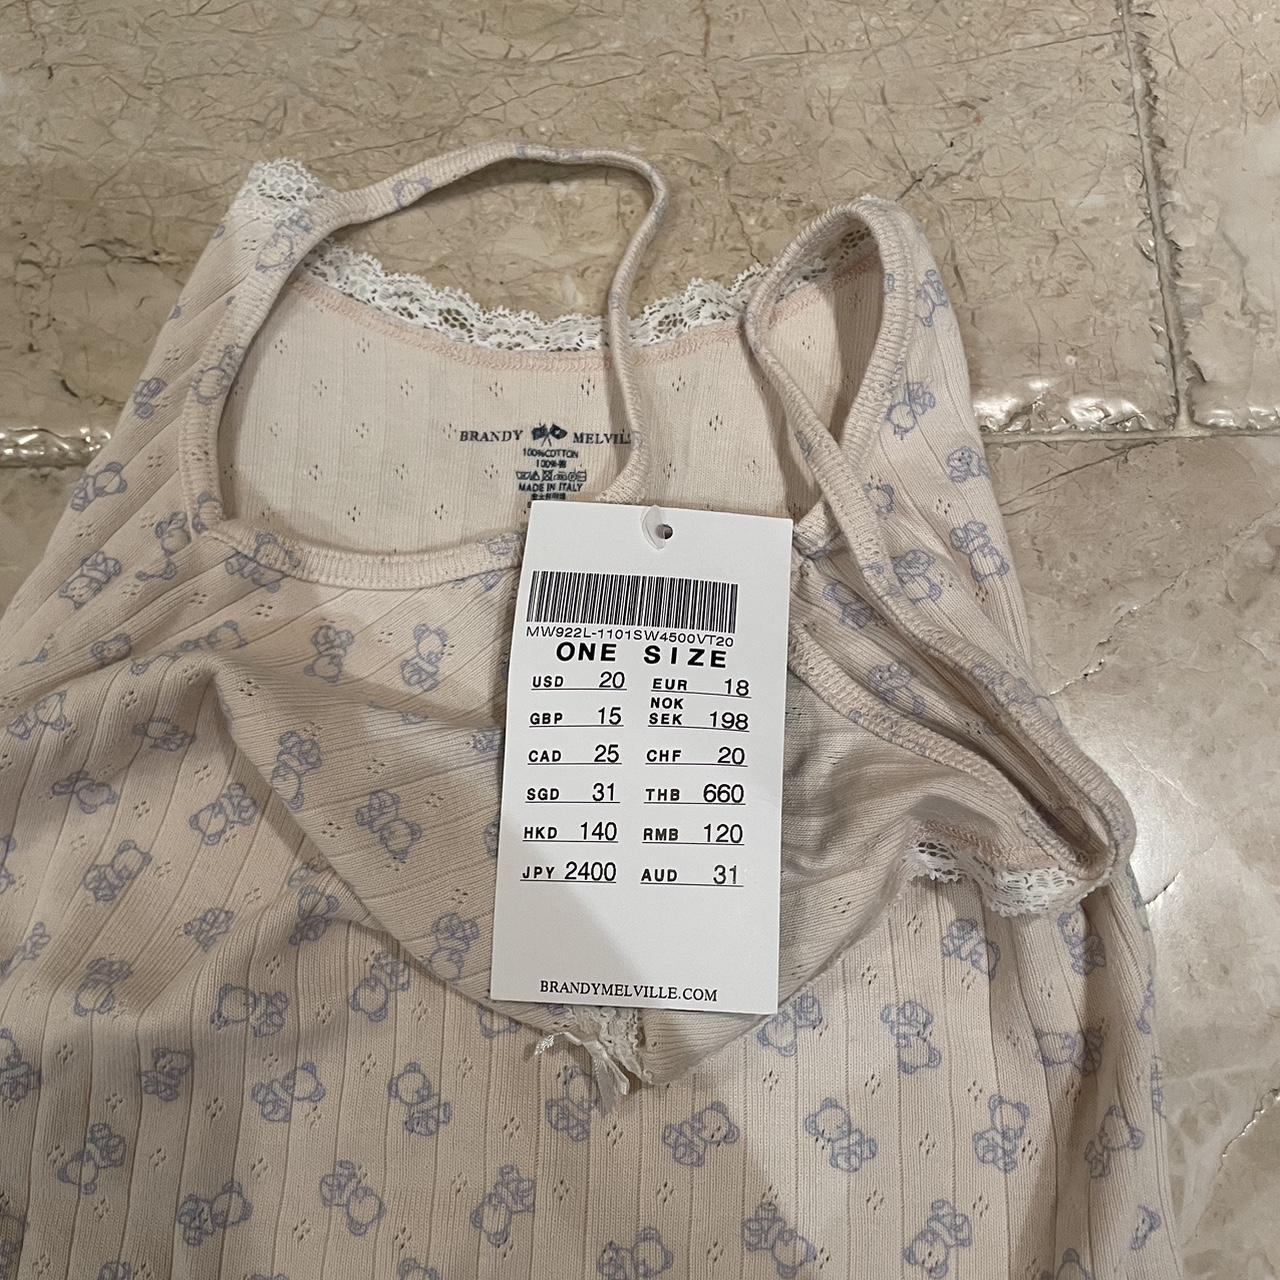 BRANDY MELVILL
100%COTTON
MADE IN ITALY
MW922L-1101SW4500VT20
ONE SIZE
USD 20 EUR 18
NOK
GBP 15 SEK 198
CAD 25 CHF 20
SGD 31 THB 660
HKD 140 RMB 120
JPY 2400 AUD 31
BRANDYMELVILLE.COM